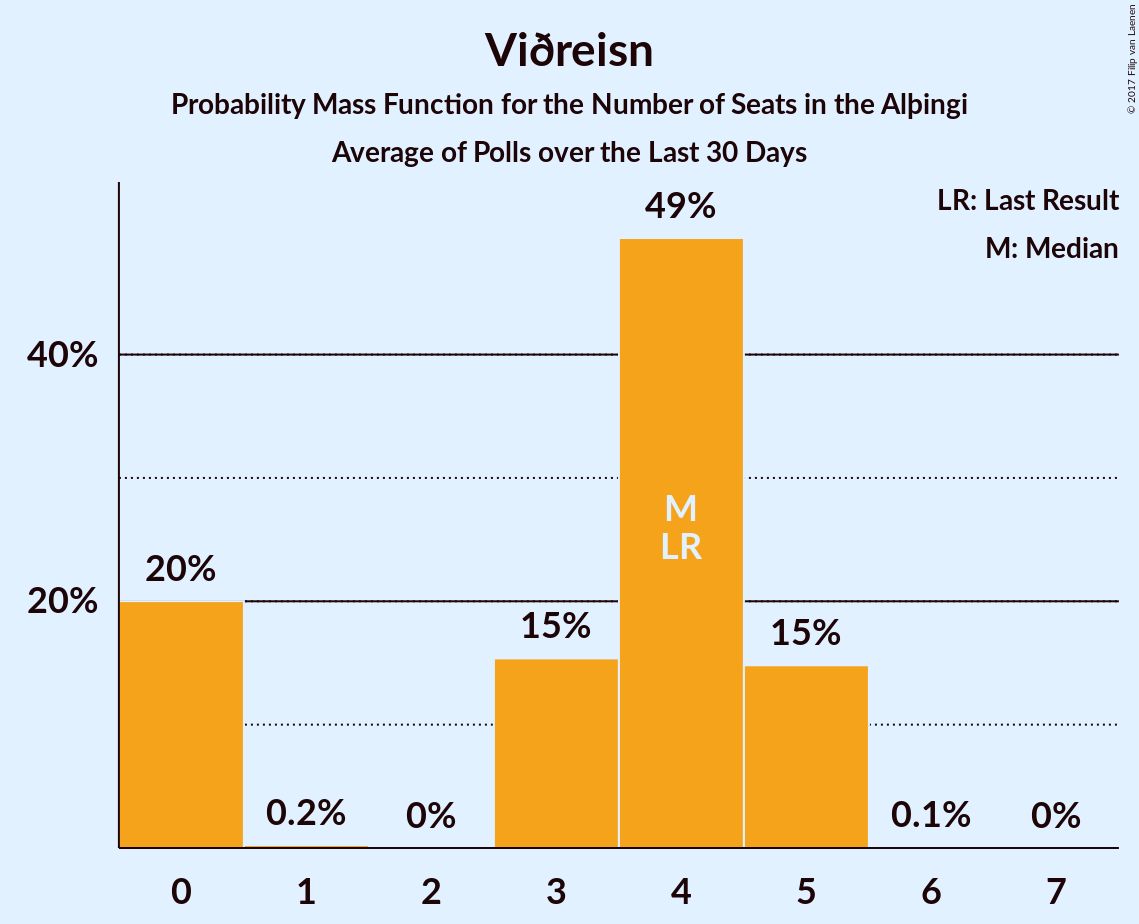 Viðreisn
Probability Mass Function for the Number of Seats in the Alþingi
Average of Polls over the Last 30 Days
© 2017 Filip van Laenen
LR: Last Result
M: Median
49%
40%
M
LR
20%
20%
15%
15%
0.2%
0%
0.1%
0%
0
1
2
3
4
5
6
7